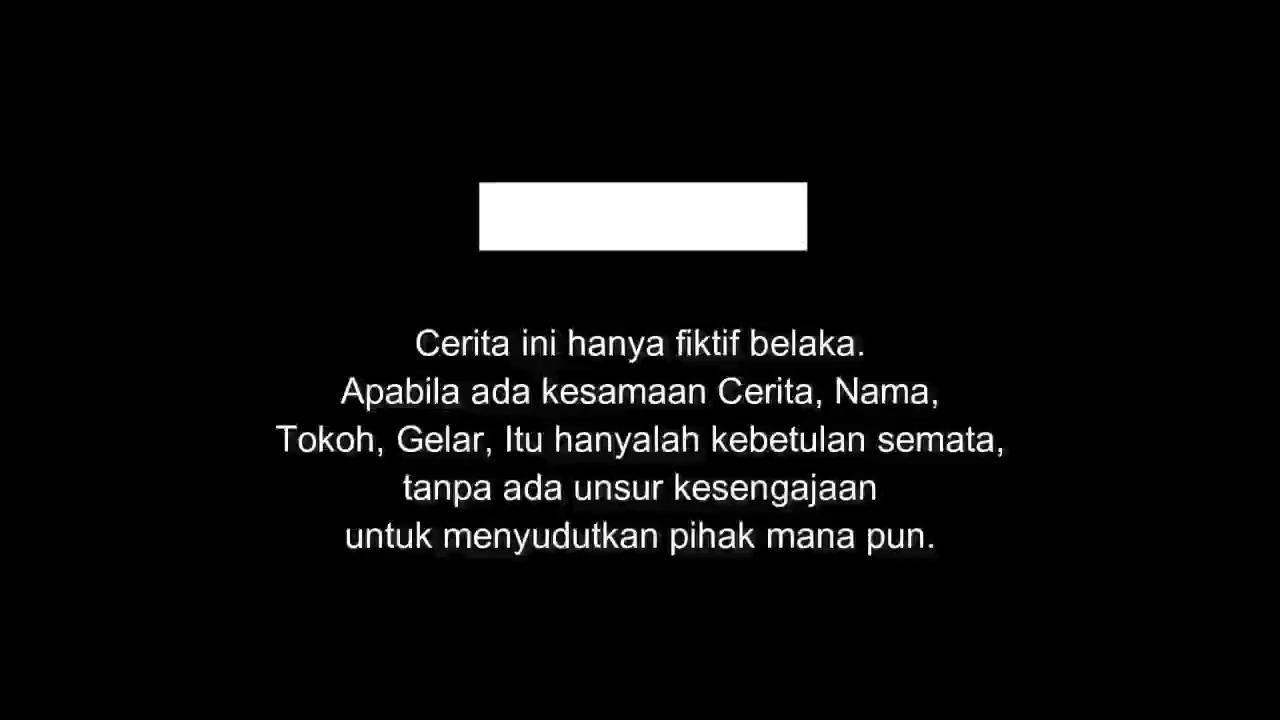 Cerita ini hanya fiktif belaka.
Apabila ada kesamaan Cerita, Nama,
Tokoh, Gelar, Itu hanyalah kebetulan semata,
tanpa ada unsur kesengajaan
untuk menyudutkan pihak mana pun.